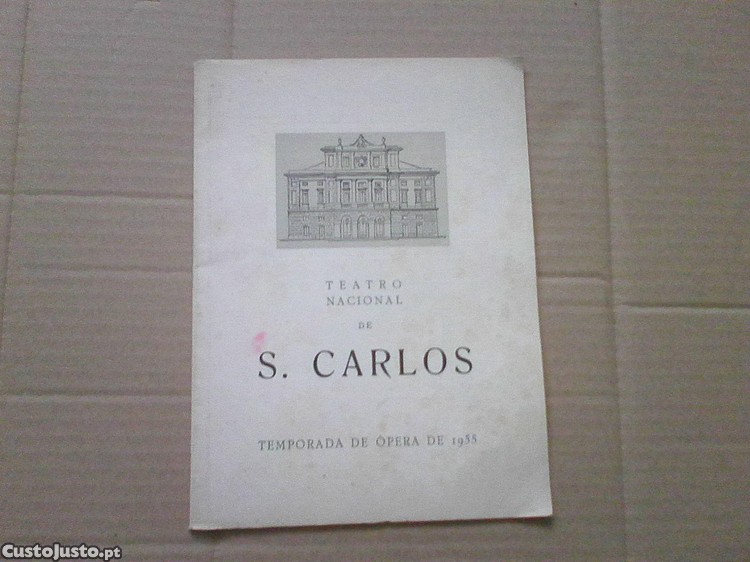 TEATRO
NACIONAL
DE
S. CARLOS
TEMPORADA DE ÓPERA DE 1955
CustoJusto.pt